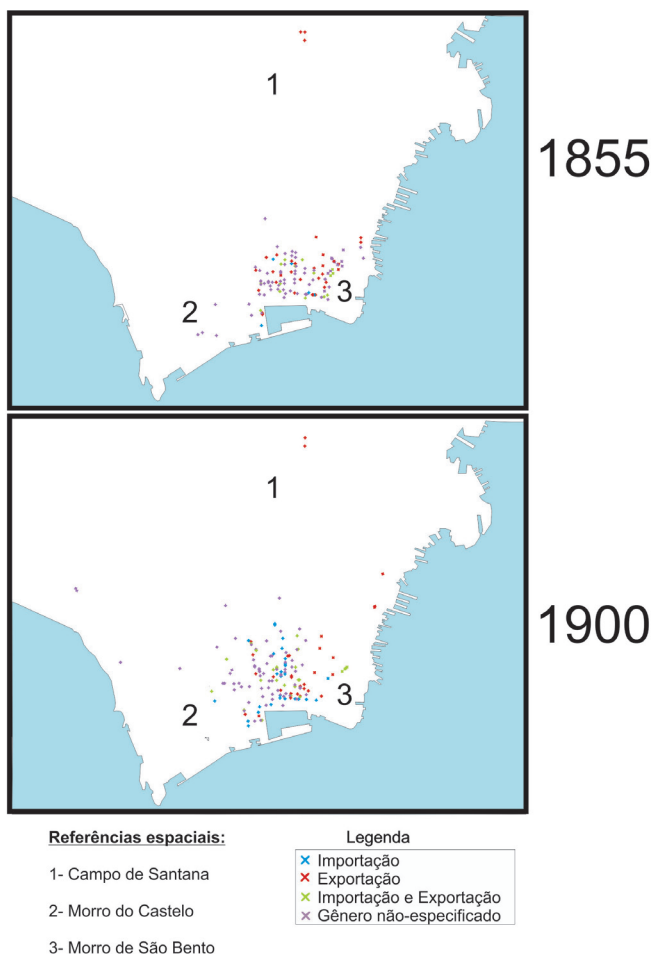 1
1855
2
3
1
1900
2
3
Referências espaciais:
Legenda
Importação
1- Campo de Santana
Exportação
Importação e Exportação
2- Morro do Castelo
Gênero não-especificado
3- Morro de São Bento